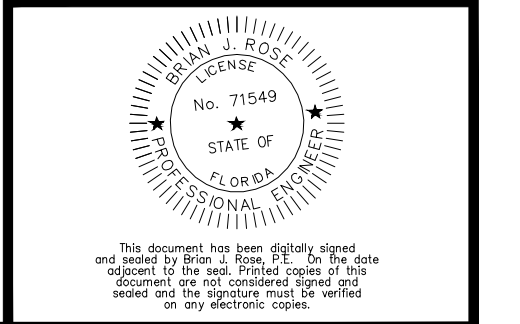 BRIAN J. ROSE
LICENSE
No. 71549
STATE OF
FLORIDA
PROFESSIONAL ENGINEER
This document has been digitally signed
and sealed by Brian J. Rose, P.E. On the date
adjacent to the seal. Printed copies of this
document are not considered signed and
sealed and the signature must be verified
on any electronic copies.